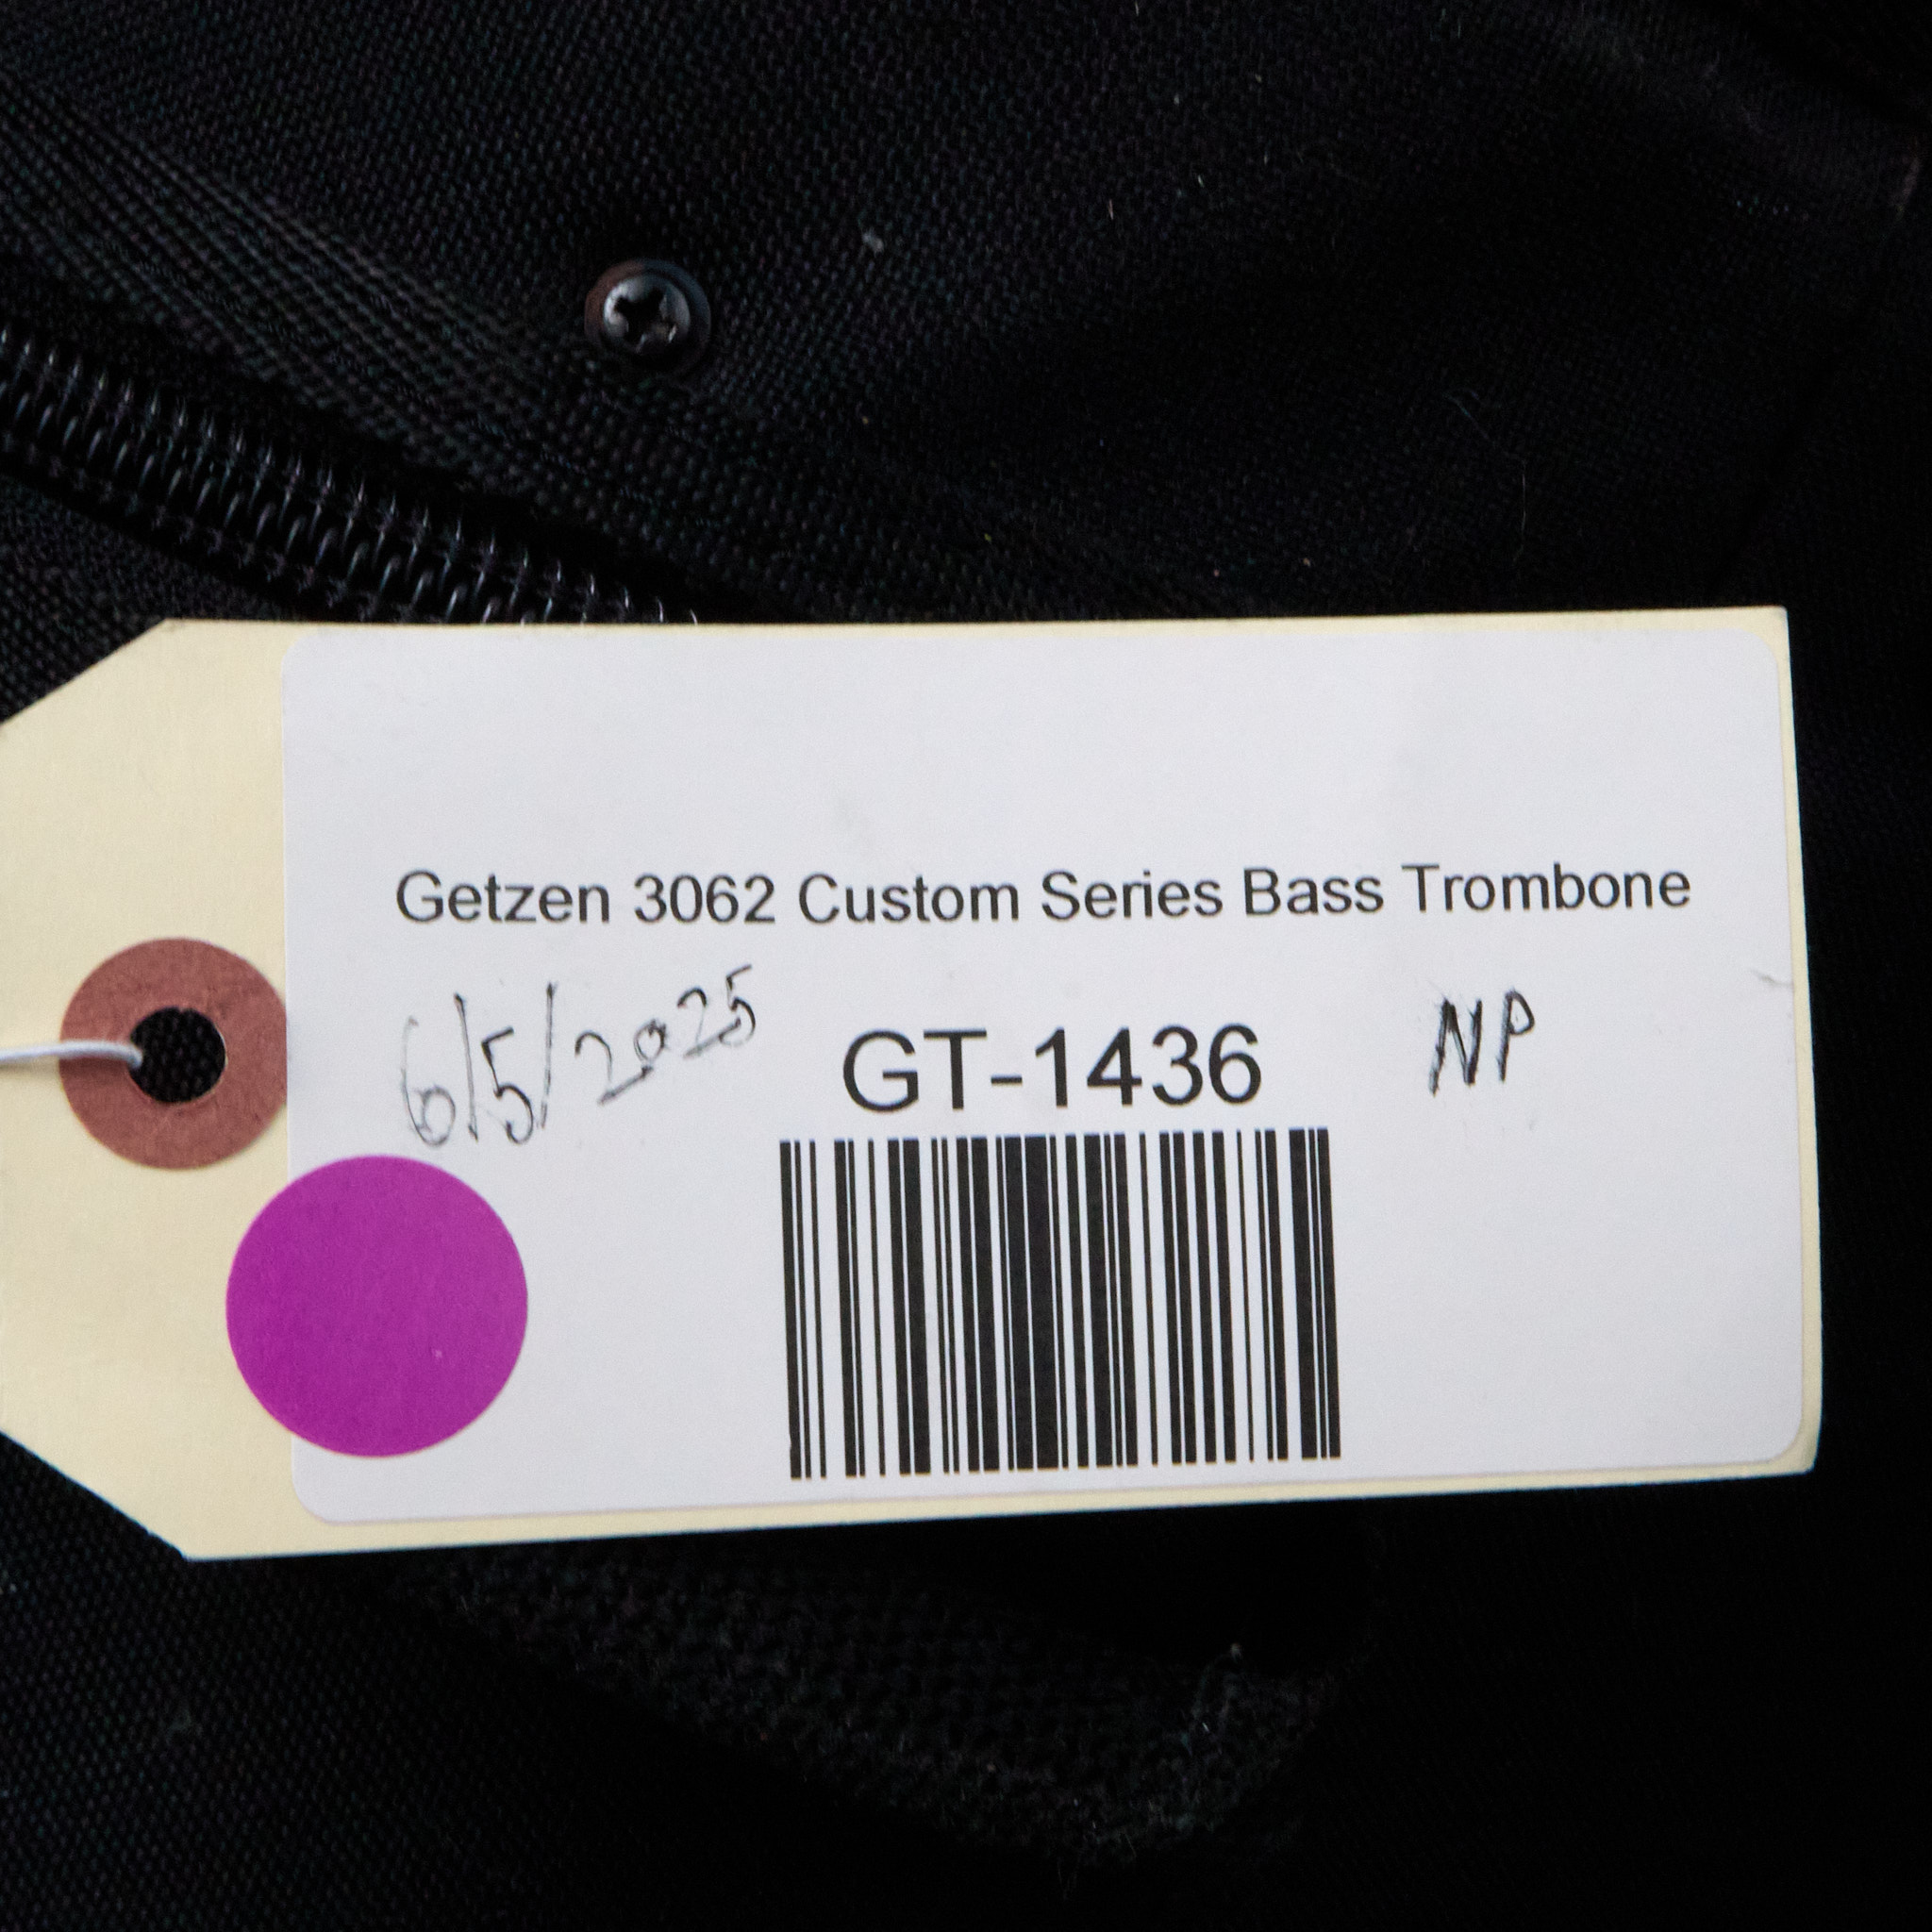 Getzen 3062 Custom Series Bass Trombone
6/5/2025 GT-1436 NP